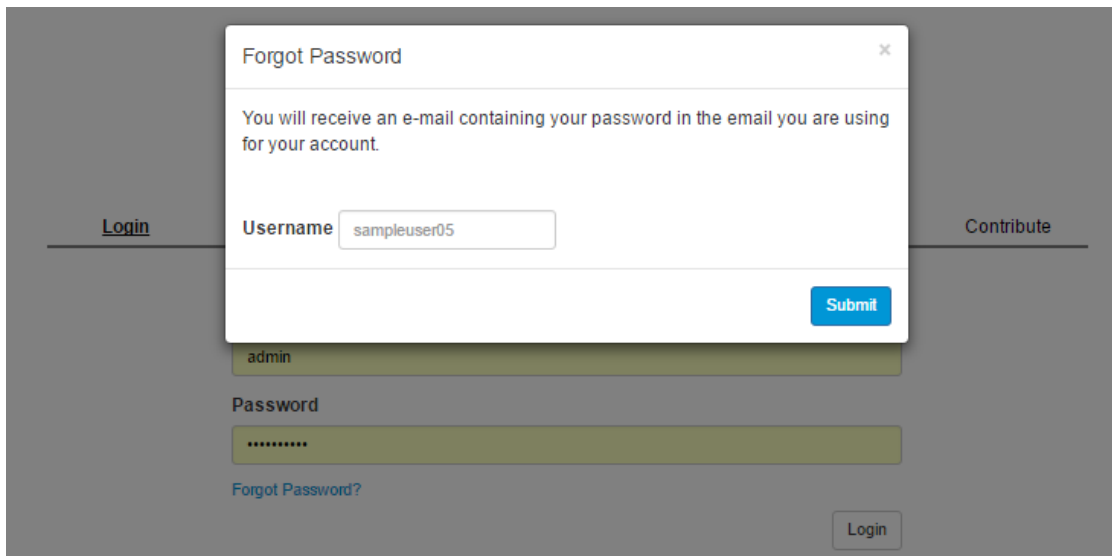 Forgot Password ×
You will receive an e-mail containing your password in the email you are using
for your account.
Login
Username sampleuser05
Contribute
Submit
admin
Password
••••••••••
Forgot Password?
Login